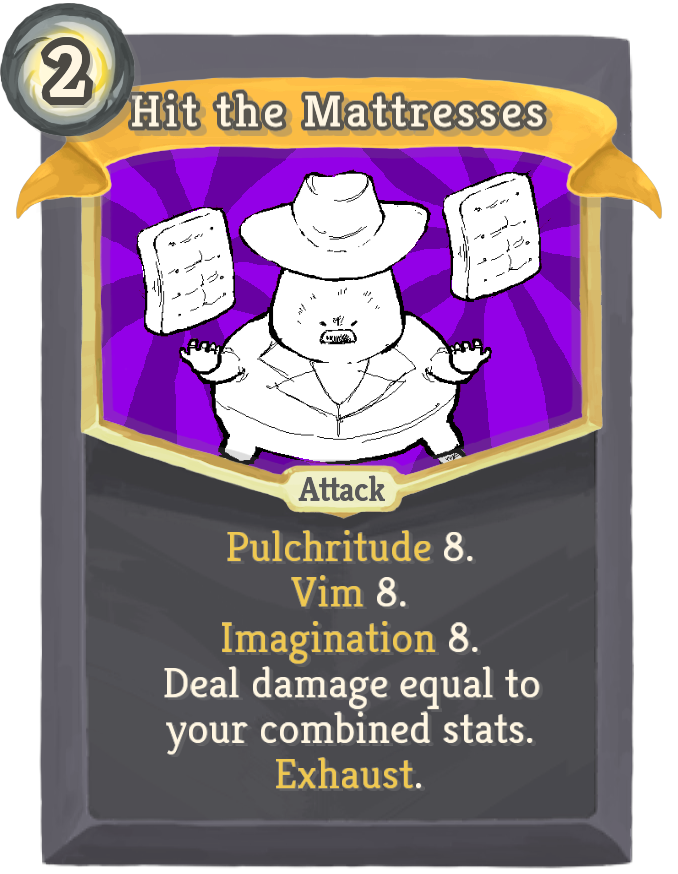 2
Hit the Mattresses
Attack
Pulchritude 8.
Vim 8.
Imagination 8.
Deal damage equal to
your combined stats.
Exhaust.